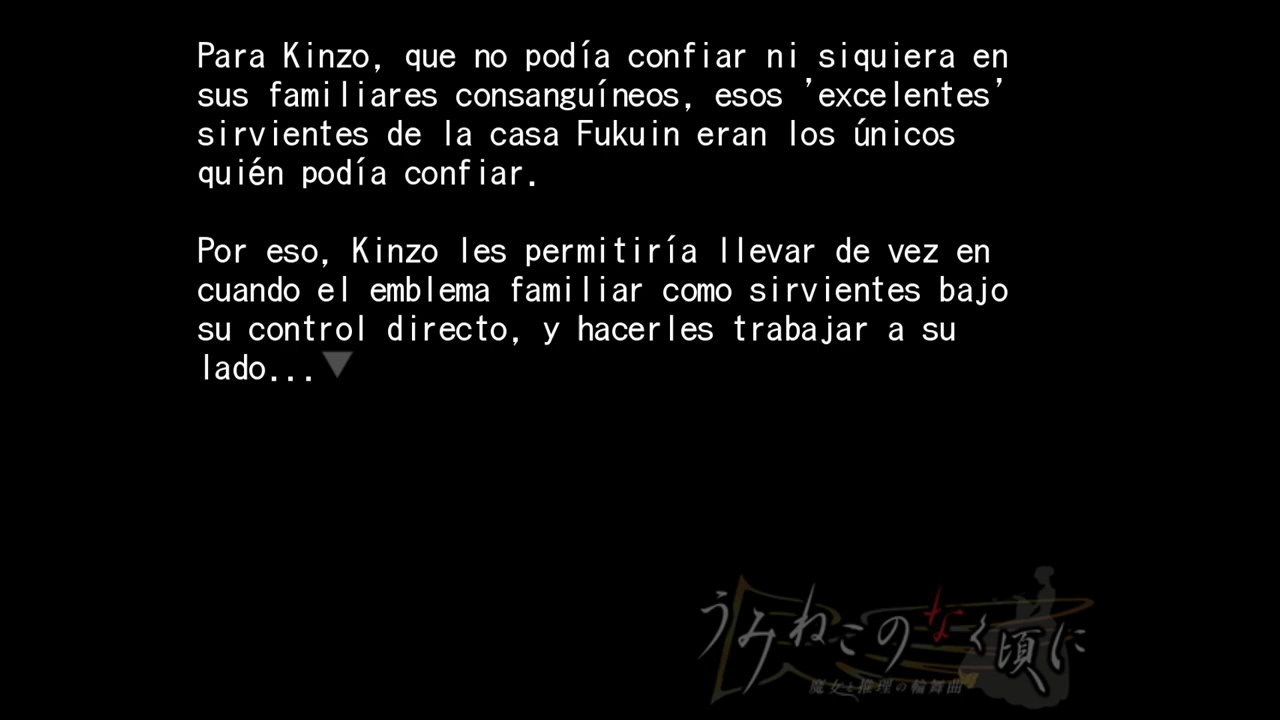 Para Kinzo, que no podía confiar ni siquiera en
sus familiares consanguíneos, esos 'excelentes'
sirvientes de la casa Fukuin eran los únicos
quién podía confiar.
Por eso, Kinzo les permitiría llevar de vez en
cuando el emblema familiar como sirvientes bajo
su control directo, y hacerles trabajar a su
lado...
うみねこのなく頃に
魔女と推理の輪舞曲